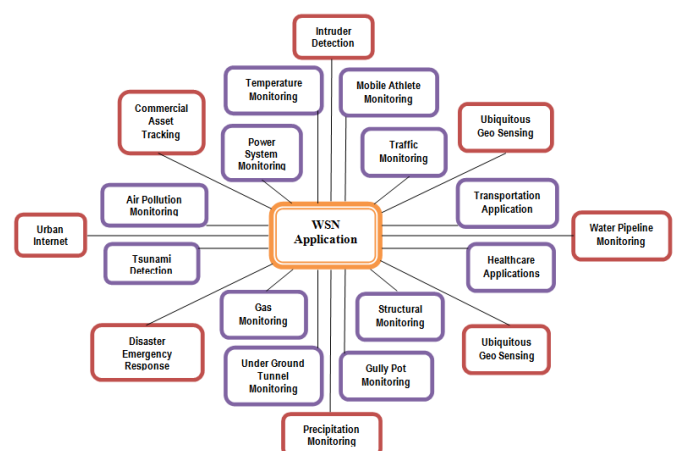 Intruder
Detection
Temperature
Monitoring
Mobile Athlete
Monitoring
Commercial
Asset
Tracking
Ubiquitous
Geo Sensing
Power
System
Monitoring
Traffic
Monitoring
Air Pollution
Monitoring
Transportation
Application
Urban
Internet
WSN
Application
Water Pipeline
Monitoring
Tsunami
Detection
Healthcare
Applications
Gas
Monitoring
Structural
Monitoring
Disaster
Emergency
Response
Ubiquitous
Geo Sensing
Under Ground
Tunnel
Monitoring
Gully Pot
Monitoring
Precipitation
Monitoring